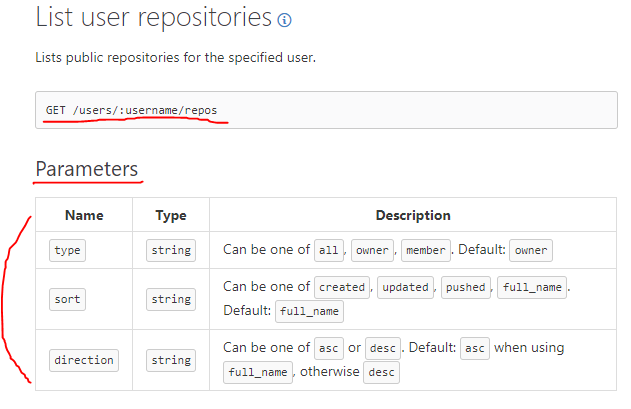 List user repositories
Lists public repositories for the specified user.
GET /users/:username/repos
Parameters
Name Type Description
type string Can be one of all, owner, member. Default: owner
sort string Can be one of created, updated, pushed, full_name.
Default: full_name
direction string Can be one of asc or desc. Default: asc when using
full_name, otherwise desc